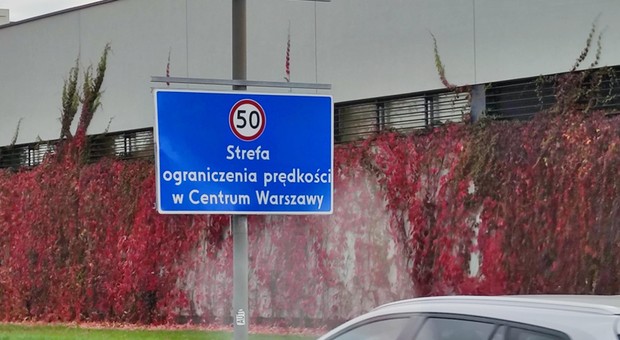 50
Strefa
ograniczenia prędkości
w Centrum Warszawy